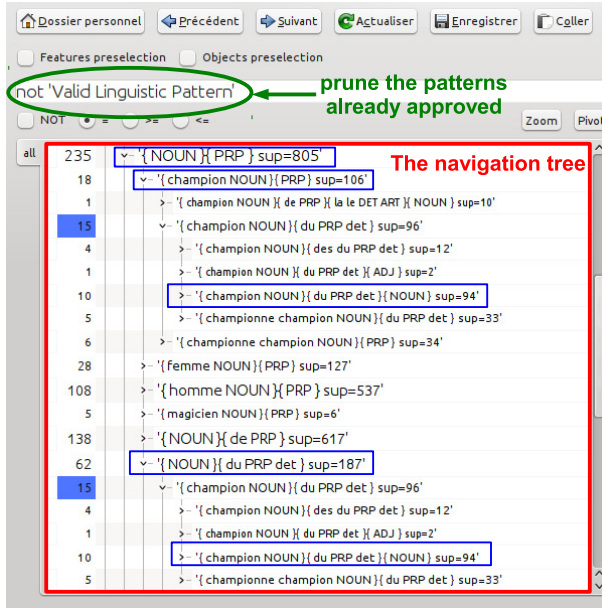 Dossier personnel Précédent Suivant Actualiser Enregistrer Coller
Features preselection Objects preselection
not 'Valid Linguistic Pattern'
prune the patterns
already approved
NOT = >= <= Zoom Pivot
all
The navigation tree
235 '{ NOUN }{ PRP } sup=805'
18 '{ champion NOUN }{ PRP } sup=106'
1 '{ champion NOUN }{ de PRP }{ la le DET ART }{ NOUN } sup=10'
15 '{ champion NOUN }{ du PRP det } sup=96'
4 '{ champion NOUN }{ des du PRP det } sup=12'
1 '{ champion NOUN }{ du PRP det }{ ADJ } sup=2'
10 '{ champion NOUN }{ du PRP det }{ NOUN } sup=94'
5 '{ championne champion NOUN }{ du PRP det } sup=33'
6 '{ championne champion NOUN }{ PRP } sup=34'
28 '{ femme NOUN }{ PRP } sup=127'
108 '{ homme NOUN }{ PRP } sup=537'
5 '{ magicien NOUN }{ PRP } sup=6'
138 '{ NOUN }{ de PRP } sup=617'
62 '{ NOUN }{ du PRP det } sup=187'
15 '{ champion NOUN }{ du PRP det } sup=96'
4 '{ champion NOUN }{ des du PRP det } sup=12'
1 '{ champion NOUN }{ du PRP det }{ ADJ } sup=2'
10 '{ champion NOUN }{ du PRP det }{ NOUN } sup=94'
5 '{ championne champion NOUN }{ du PRP det } sup=33'